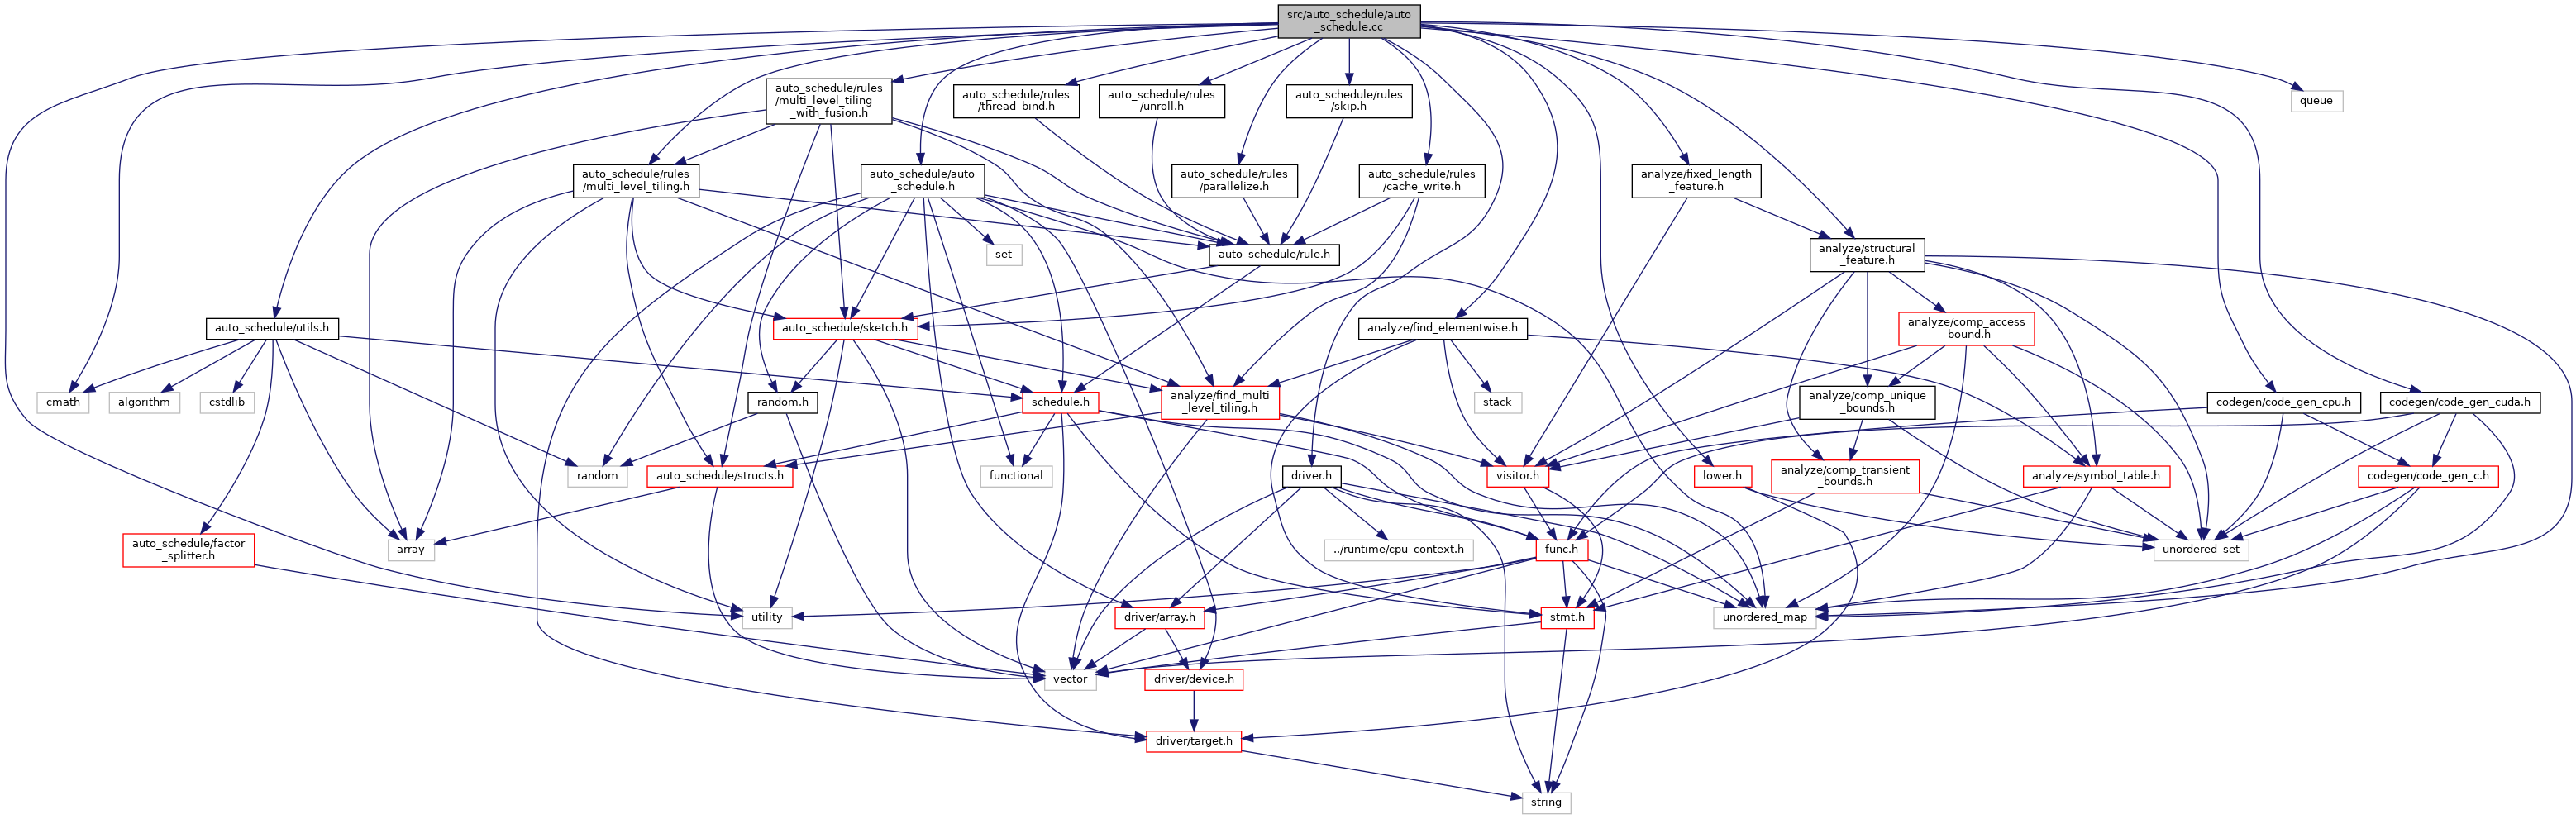 src/auto_schedule/auto
_schedule.cc
auto_schedule/rules
/multi_level_tiling
_with_fusion.h
auto_schedule/rules
/thread_bind.h
auto_schedule/rules
/unroll.h
auto_schedule/rules
/skip.h
queue
auto_schedule/rules
/multi_level_tiling.h
auto_schedule/auto
_schedule.h
auto_schedule/rules
/parallelize.h
auto_schedule/rules
/cache_write.h
analyze/fixed_length
_feature.h
set
auto_schedule/rule.h
analyze/structural
_feature.h
auto_schedule/utils.h
auto_schedule/sketch.h
analyze/find_elementwise.h
analyze/comp_access
_bound.h
cmath
algorithm
cstdlib
random.h
schedule.h
analyze/find_multi
_level_tiling.h
stack
analyze/comp_unique
_bounds.h
codegen/code_gen_cpu.h
codegen/code_gen_cuda.h
random
auto_schedule/structs.h
functional
driver.h
visitor.h
lower.h
analyze/comp_transient
_bounds.h
analyze/symbol_table.h
codegen/code_gen_c.h
auto_schedule/factor
_splitter.h
array
../runtime/cpu_context.h
func.h
unordered_set
utility
driver/array.h
stmt.h
unordered_map
vector
driver/device.h
driver/target.h
string